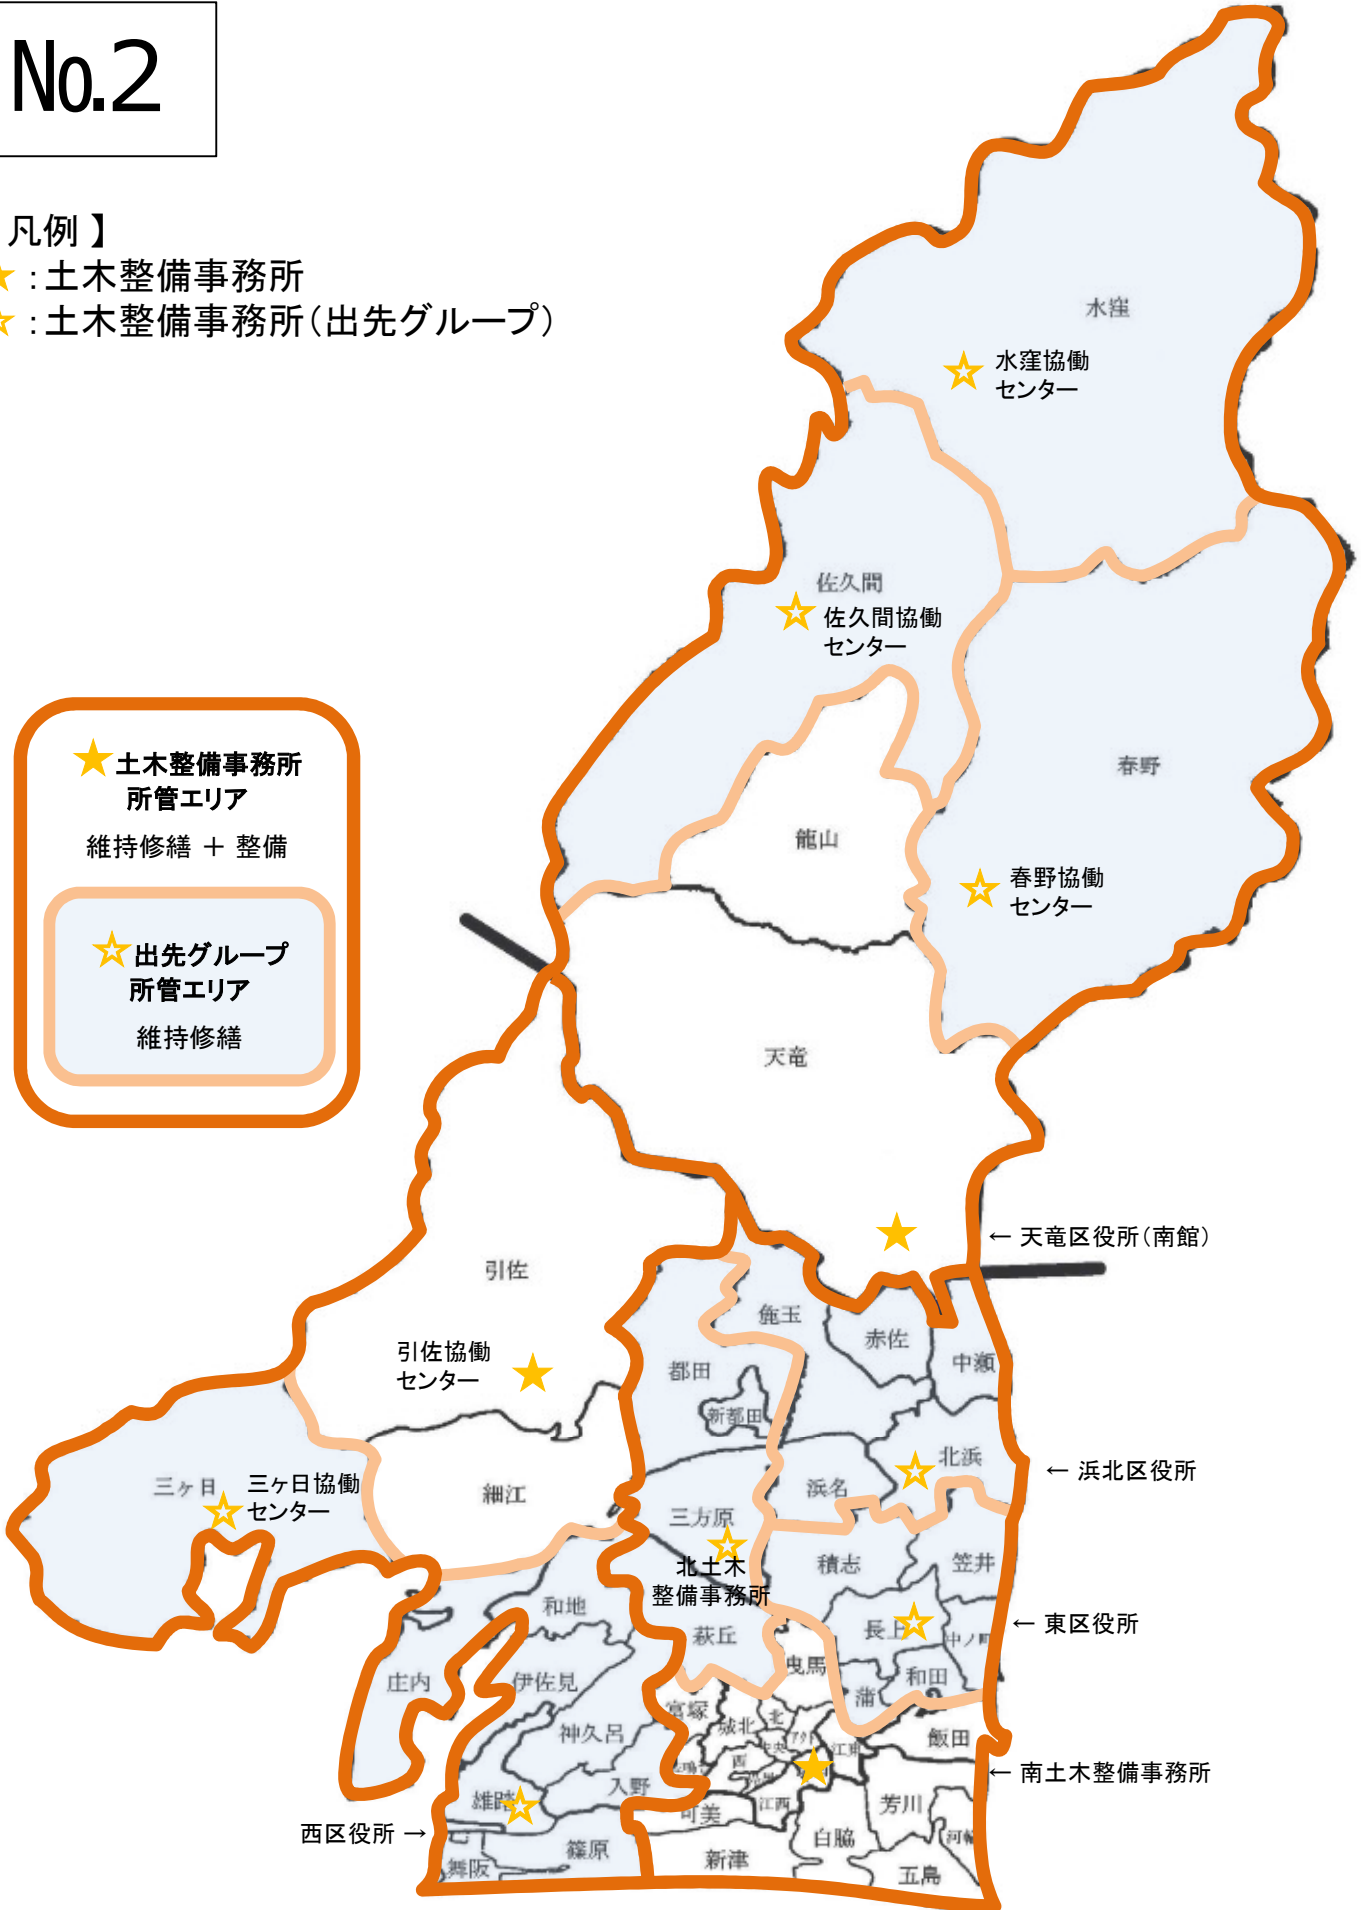 №2
凡例 】
★ : 土木整備事務所
☆ : 土木整備事務所(出先グループ)
水窪
水窪協働
センター
佐久間
佐久間協働
センター
★土木整備事務所
所管エリア
維持修繕 + 整備
☆出先グループ
所管エリア
維持修繕
春野
龍山
春野協働
センター
天竜
← 天竜区役所(南館)
引佐
引佐協働
センター
麁玉
赤佐
中瀬
都田
新都田
北浜
← 浜北区役所
浜名
三ヶ日
三ヶ日協働
センター
細江
三方原
北土木
整備事務所
積志
笠井
和地
長上
← 東区役所
萩丘
曳馬
和田
蒲
庄内
伊佐見
富塚
城北
北
神久呂
アクト
江東
飯田
西
← 南土木整備事務所
入野
雄踏
可美
江西
芳川
西区役所 →
白脇
舞阪
篠原
新津
五島